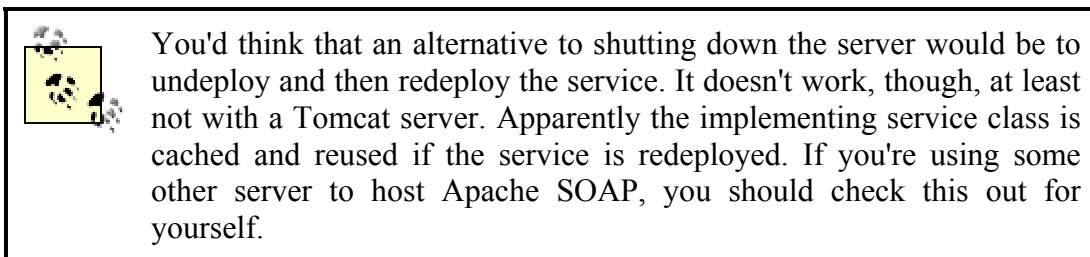 You'd think that an alternative to shutting down the server would be to
undeploy and then redeploy the service. It doesn't work, though, at least
not with a Tomcat server. Apparently the implementing service class is
cached and reused if the service is redeployed. If you're using some
other server to host Apache SOAP, you should check this out for
yourself.